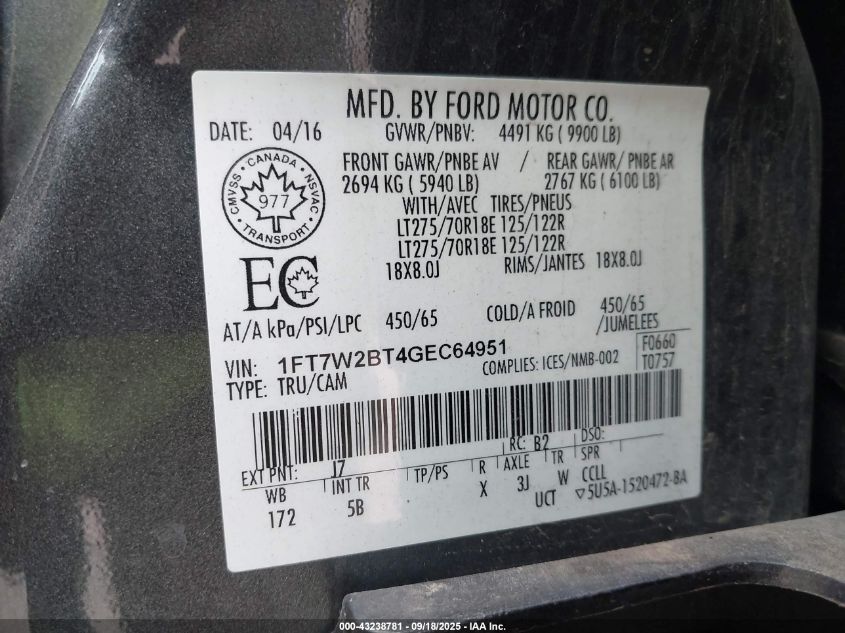 MFD. BY FORD MOTOR CO.
DATE: 04/16 GVWR/PNBV: 4491 KG ( 9900 LB)
FRONT GAWR/PNBE AV / REAR GAWR/ PNBE AR
2694 KG ( 5940 LB) 2767 KG ( 6100 LB)
WITH/AVEC TIRES/PNEUS
LT275/70R18E 125/122R
LT275/70R18E 125/122R
18X8.0J RIMS/JANTES 18X8.0J
CANADA
CMVSS 977 NSVAC
TRANSPORT
EC
AT/A kPa/PSI/LPC 450/65 COLD/A FROID 450/65
/JUMELEES
VIN: 1FT7W2BT4GEC64951 F0660
TYPE: TRU/CAM COMPLIES: ICES/NMB-002 T0757
EXT PNT: J7 RC: B2 DSO:
WB INT TR TP/PS R AXLE TR SPR
172 5B X 3J W CCLL
UCT ▽5U5A-1520472-BA
000-43238781 - 09/18/2025 - IAA Inc.